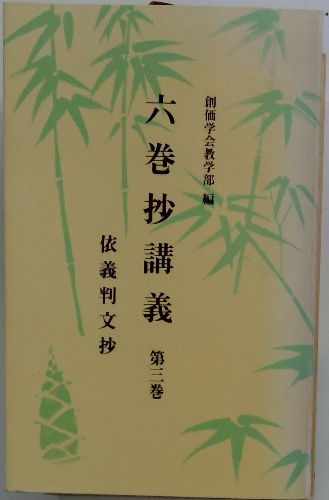 創価学会教学部 編
六巻抄講義 第三巻
依義判文抄